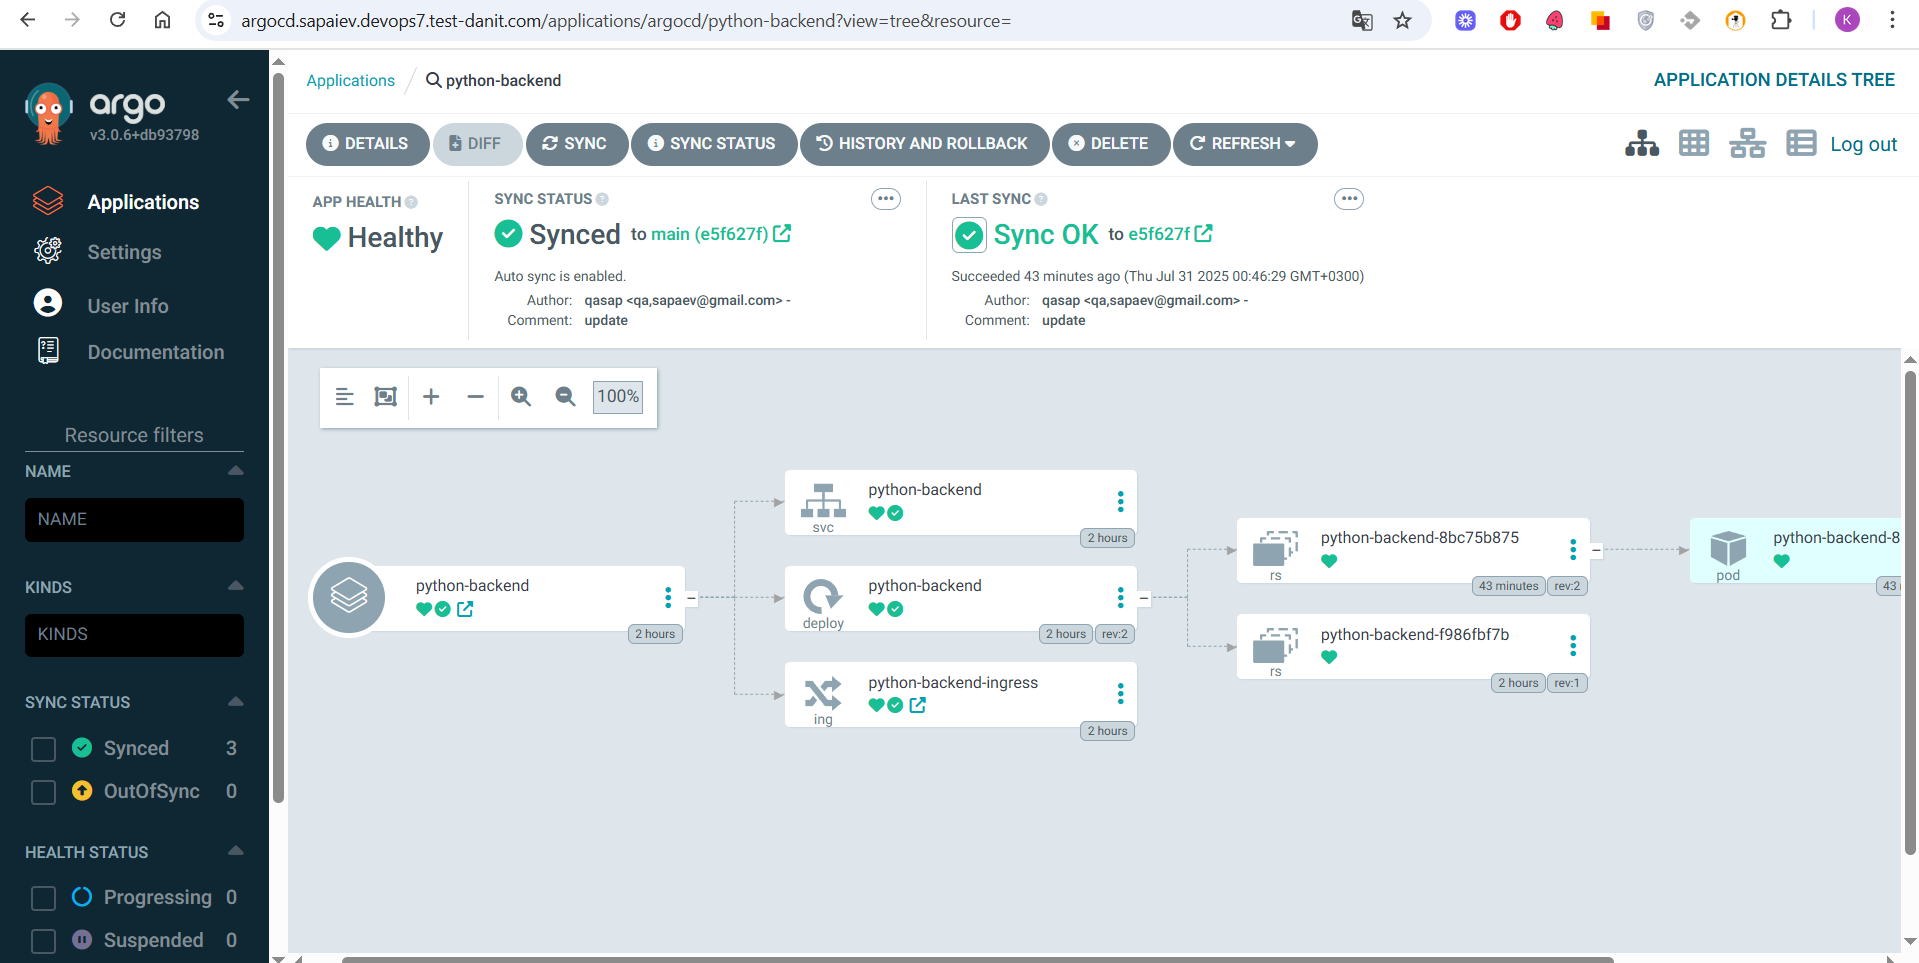 argocd.sapaiev.devops7.test-danit.com/applications/argocd/python-backend?view=tree&resource=
K
argo
v3.0.6+db93798
Applications
Settings
User Info
Documentation
Resource filters
NAME
NAME
KINDS
KINDS
SYNC STATUS
Synced 3
OutOfSync 0
HEALTH STATUS
Progressing 0
Suspended 0
Applications / python-backend
APPLICATION DETAILS TREE
DETAILS DIFF SYNC SYNC STATUS HISTORY AND ROLLBACK DELETE REFRESH
Log out
APP HEALTH
Healthy
SYNC STATUS
Synced to main (e5f627f)
Auto sync is enabled.
Author: qasap <qa,sapaev@gmail.com> -
Comment: update
LAST SYNC
Sync OK to e5f627f
Succeeded 43 minutes ago (Thu Jul 31 2025 00:46:29 GMT+0300)
Author: qasap <qa,sapaev@gmail.com> -
Comment: update
100%
python-backend
2 hours
svc
python-backend
2 hours
deploy
python-backend
2 hours rev:2
ing
python-backend-ingress
2 hours
rs
python-backend-8bc75b875
43 minutes rev:2
rs
python-backend-f986fbf7b
2 hours rev:1
pod
python-backend-8
43